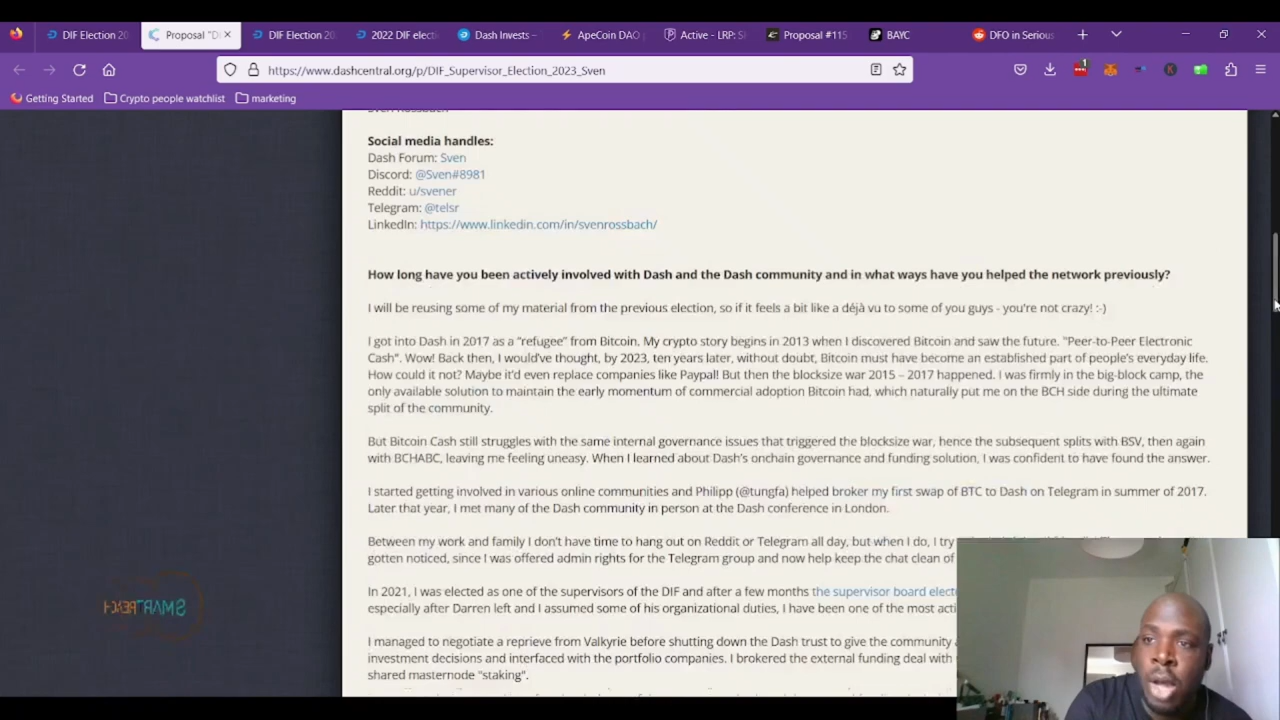 DIF Election 20
Proposal "D
DIF Election 20
2022 DIF electi
Dash Invests –
ApeCoin DAO
Active - LRP: S
Proposal #115
BAYC
DFO in Serious
https://www.dashcentral.org/p/DIF_Supervisor_Election_2023_Sven
1
K
Getting Started
Crypto people watchlist
marketing
Social media handles:
Dash Forum: Sven
Discord: @Sven#8981
Reddit: u/svener
Telegram: @telsr
LinkedIn: https://www.linkedin.com/in/svenrossbach/
How long have you been actively involved with Dash and the Dash community and in what ways have you helped the network previously?
I will be reusing some of my material from the previous election, so if it feels a bit like a déjà vu to some of you guys - you're not crazy! :-)
I got into Dash in 2017 as a "refugee" from Bitcoin. My crypto story begins in 2013 when I discovered Bitcoin and saw the future. "Peer-to-Peer Electronic
Cash". Wow! Back then, I would've thought, by 2023, ten years later, without doubt, Bitcoin must have become an established part of people's everyday life.
How could it not? Maybe it'd even replace companies like Paypal! But then the blocksize war 2015 – 2017 happened. I was firmly in the big-block camp, the
only available solution to maintain the early momentum of commercial adoption Bitcoin had, which naturally put me on the BCH side during the ultimate
split of the community.
But Bitcoin Cash still struggles with the same internal governance issues that triggered the blocksize war, hence the subsequent splits with BSV, then again
with BCHABC, leaving me feeling uneasy. When I learned about Dash's onchain governance and funding solution, I was confident to have found the answer.
I started getting involved in various online communities and Philipp (@tungfa) helped broker my first swap of BTC to Dash on Telegram in summer of 2017.
Later that year, I met many of the Dash community in person at the Dash conference in London.
Between my work and family I don't have time to hang out on Reddit or Telegram all day, but when I do, I try
gotten noticed, since I was offered admin rights for the Telegram group and now help keep the chat clean of
In 2021, I was elected as one of the supervisors of the DIF and after a few months the supervisor board elect
especially after Darren left and I assumed some of his organizational duties, I have been one of the most acti
I managed to negotiate a reprieve from Valkyrie before shutting down the Dash trust to give the community
investment decisions and interfaced with the portfolio companies. I brokered the external funding deal with
shared masternode "staking".
SMARTREACH